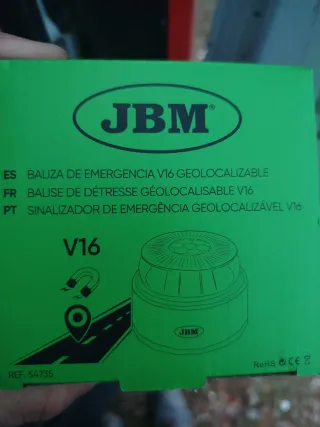 JBM®
ES BALIZA DE EMERGENCIA V16 GEOLOCALIZABLE
FR BALISE DE DÉTRESSE GÉOLOCALISABLE V16
PT SINALIZADOR DE EMERGÊNCIA GEOLOCALIZÁVEL V16
V16
JBM
REF. 54735
RoHS CE